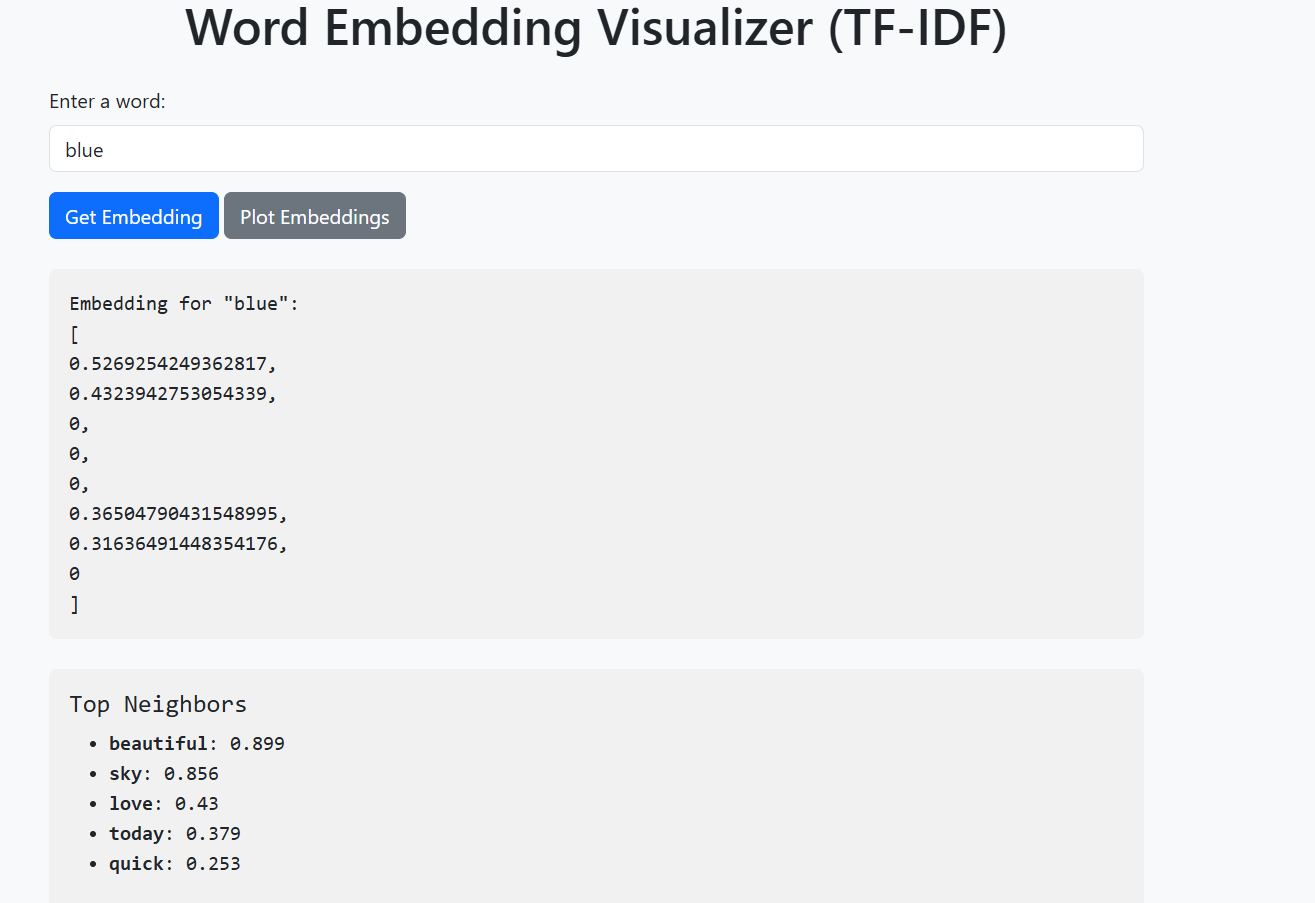 Word Embedding Visualizer (TF-IDF)
Enter a word:
blue
Get Embedding Plot Embeddings
Embedding for "blue":
[
0.5269254249362817,
0.4323942753054339,
0,
0,
0,
0.36504790431548995,
0.31636491448354176,
0
]
Top Neighbors
• beautiful: 0.899
• sky: 0.856
• love: 0.43
• today: 0.379
• quick: 0.253